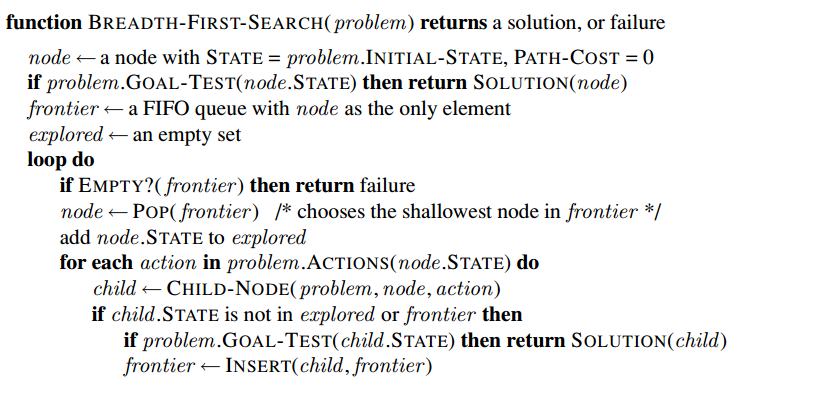 function BREADTH-FIRST-SEARCH(problem) returns a solution, or failure
node ← a node with STATE = problem.INITIAL-STATE, PATH-COST = 0
if problem.GOAL-TEST(node.STATE) then return SOLUTION(node)
frontier ← a FIFO queue with node as the only element
explored ← an empty set
loop do
if EMPTY?(frontier) then return failure
node ← POP(frontier) /* chooses the shallowest node in frontier */
add node.STATE to explored
for each action in problem.ACTIONS(node.STATE) do
child ← CHILD-NODE(problem, node, action)
if child.STATE is not in explored or frontier then
if problem.GOAL-TEST(child.STATE) then return SOLUTION(child)
frontier ← INSERT(child, frontier)